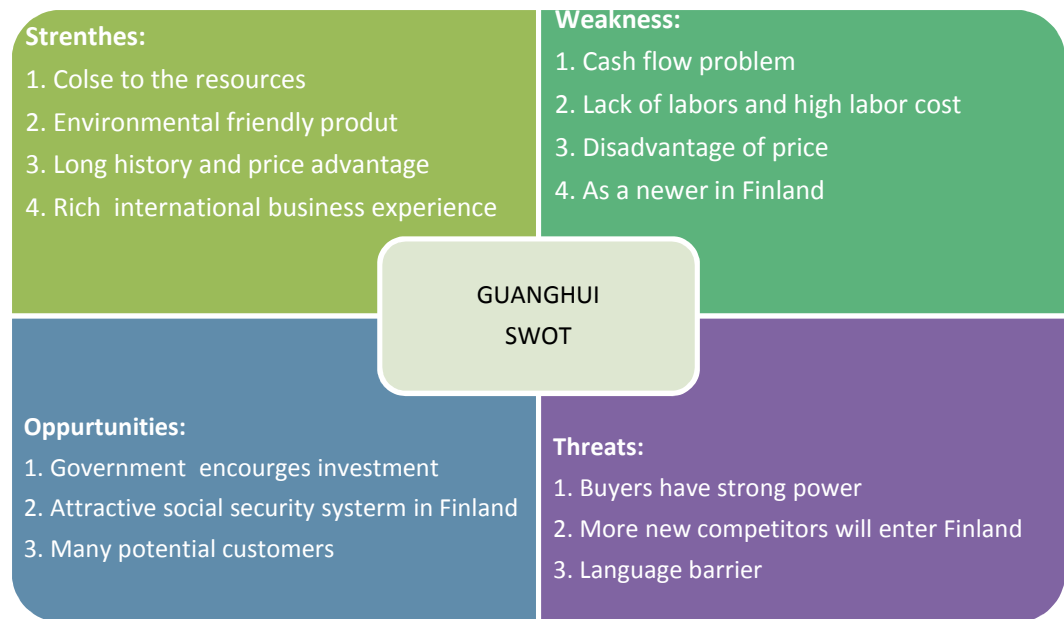 Strenthes:
1. Colse to the resources
2. Environmental friendly produt
3. Long history and price advantage
4. Rich  international business experience
Weakness:
1. Cash flow problem
2. Lack of labors and high labor cost
3. Disadvantage of price
4. As a newer in Finland
GUANGHUI
SWOT
Oppurtunities:
1. Government  encourges investment
2. Attractive social security systerm in Finland
3. Many potential customers
Threats:
1. Buyers have strong power
2. More new competitors will enter Finland
3. Language barrier